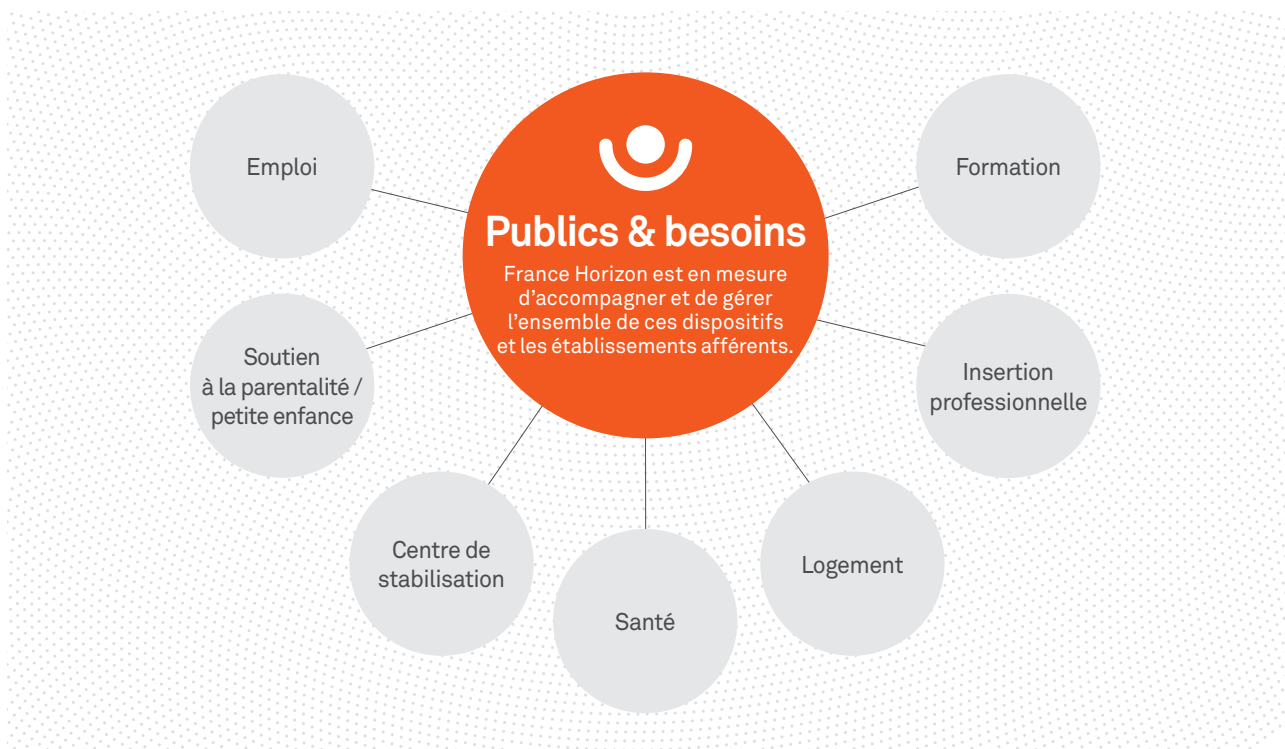 Emploi
Publics & besoins
France Horizon est en mesure
d’accompagner et de gérer
l’ensemble de ces dispositifs
et les établissements afférents.
Formation
Soutien
à la parentalité /
petite enfance
Insertion
professionnelle
Centre de
stabilisation
Logement
Santé